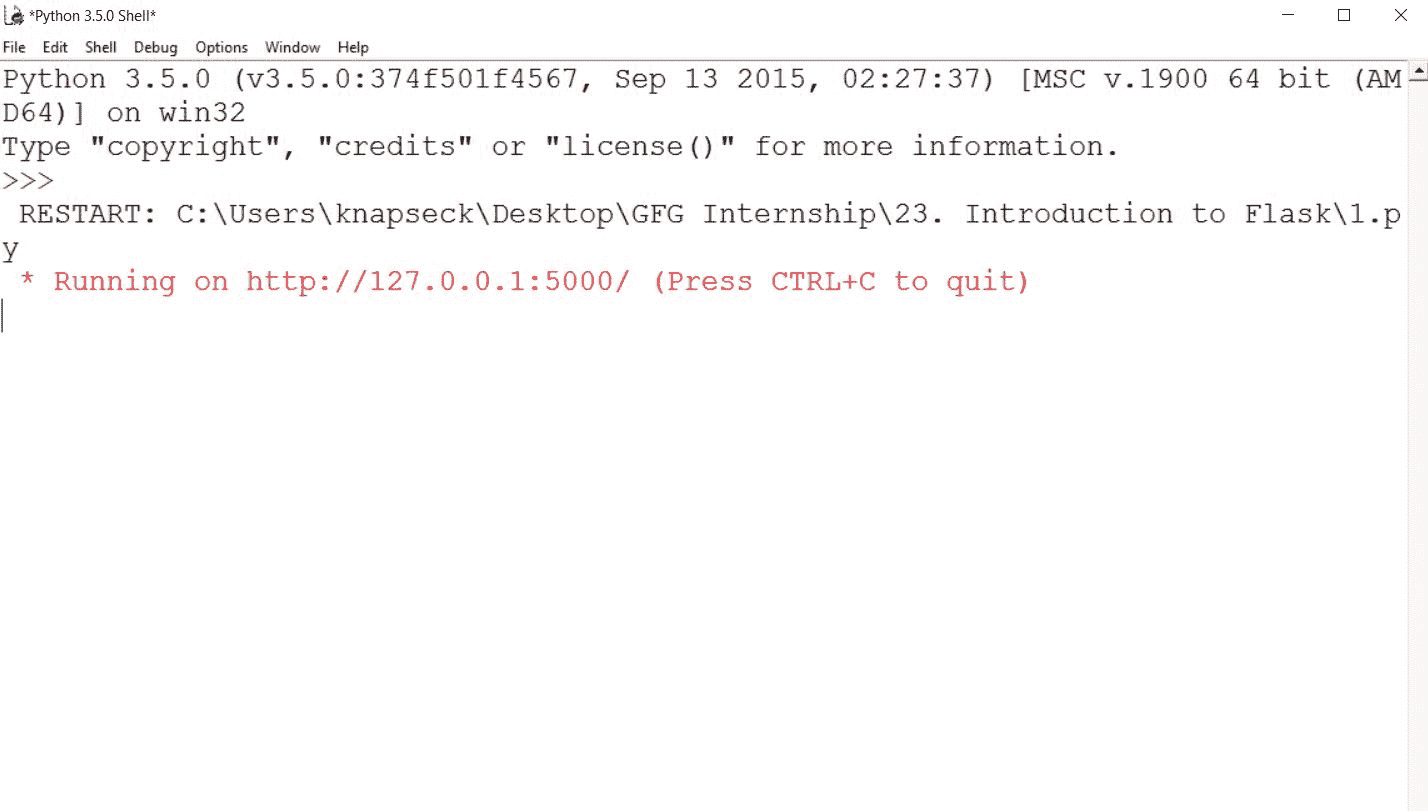 *Python 3.5.0 Shell*
File Edit Shell Debug Options Window Help
Python 3.5.0 (v3.5.0:374f501f4567, Sep 13 2015, 02:27:37) [MSC v.1900 64 bit (AM
D64)] on win32
Type "copyright", "credits" or "license()" for more information.
>>>
 RESTART: C:\Users\knapseck\Desktop\GFG Internship\23. Introduction to Flask\1.p
y
 * Running on http://127.0.0.1:5000/ (Press CTRL+C to quit)